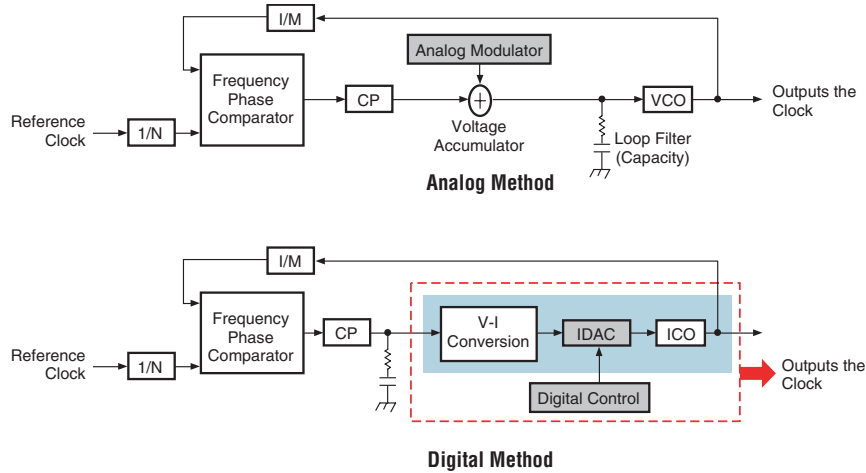 I/M
Analog Modulator
Frequency
Phase
Comparator
CP
VCO
Outputs the
Clock
Reference
Clock
1/N
Voltage
Accumulator
Loop Filter
(Capacity)
Analog Method
I/M
Frequency
Phase
Comparator
CP
V-I
Conversion
IDAC
ICO
Reference
Clock
1/N
Outputs the
Clock
Digital Control
Digital Method